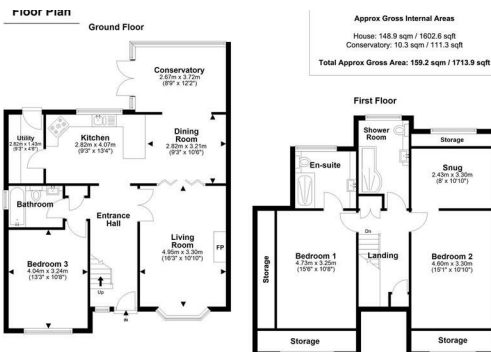 Floor Plan
Ground Floor
Approx Gross Internal Areas
House: 148.9 sqm / 1602.6 sqft
Conservatory: 10.3 sqm / 111.3 sqft
Total Approx Gross Area: 159.2 sqm / 1713.9 sqft
Conservatory
2.67m x 3.72m
(8'9" x 12'2")
Utility
2.82m x 1.43m
(9'3" x 4'8")
Kitchen
2.82m x 4.07m
(9'3" x 13'4")
Dining
Room
2.82m x 3.21m
(9'3" x 10'6")
Bathroom
Entrance
Hall
Living
Room
4.95m x 3.30m
(16'3" x 10'10")
FP
Bedroom 3
4.04m x 3.24m
(13'3" x 10'8")
Up
IN
First Floor
Shower
Room
Storage
En-suite
Snug
2.43m x 3.30m
(8' x 10'10")
Dn
Storage
Bedroom 1
4.73m x 3.25m
(15'6" x 10'8")
Landing
Bedroom 2
4.60m x 3.30m
(15'1" x 10'10")
Storage
Storage